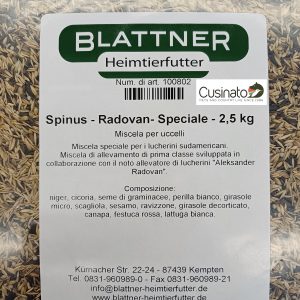 BLATTNER
Heimtierfutter
Num. di art. 100802
Cusinato
Spinus - Radovan- Speciale - 2,5 kg
Miscela per uccelli
Miscela speciale per i lucherini sudamericani.
Miscela di allevamento di prima classe sviluppata in
collaborazione con il noto allevatore di lucherini "Aleksander
Radovan".
Composizione:
niger, cicoria, seme di graminacee, perilla bianco, girasole
micro, scagliola, sesamo, ravizzone, girasole decorticato,
canapa, festuca rossa, lattuga bianca.
Kürnacher Str. 22-24 - 87439 Kempten
Tel. 0831-960989-0 - Fax 0831-960989-21
info@blattner-heimtierfutter.de
www.blattner-heimtierfutter.de